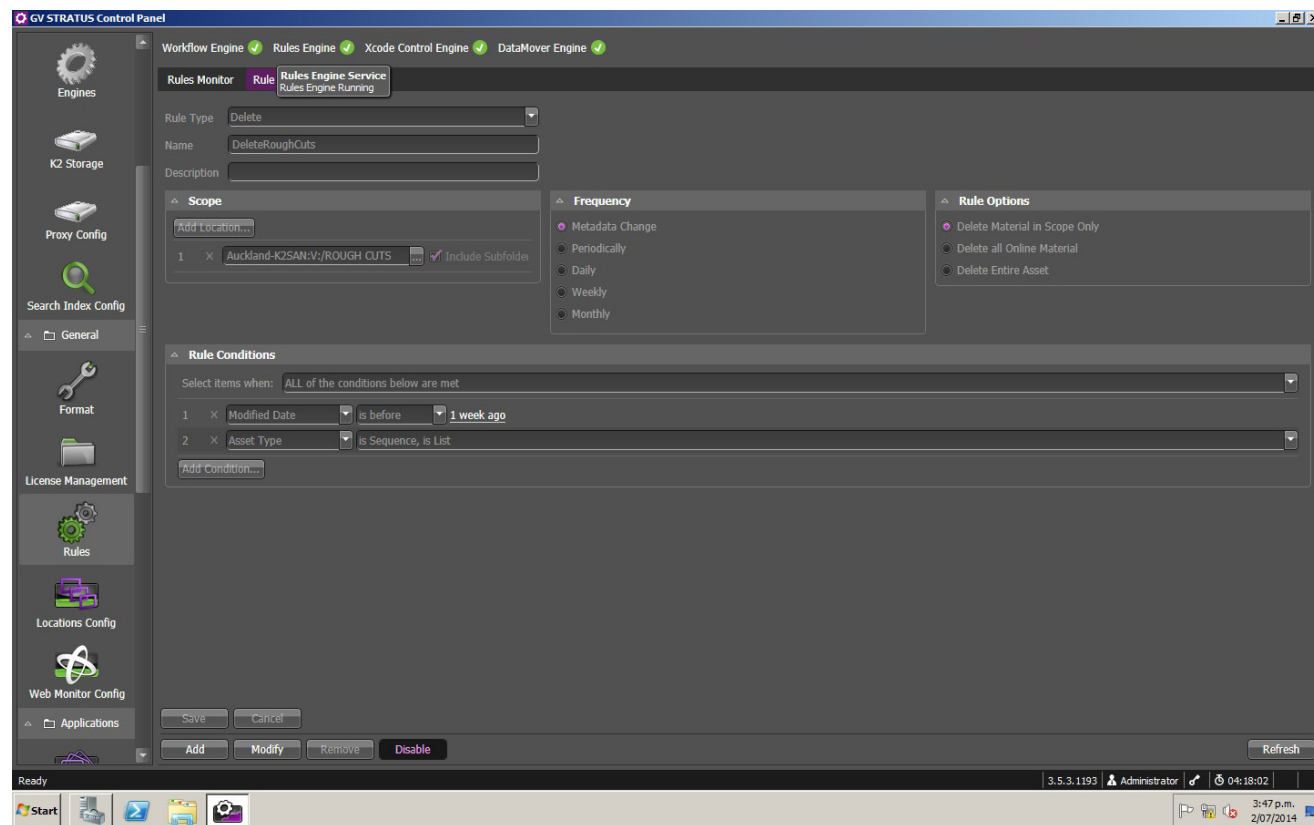 GV STRATUS Control Panel
Workflow Engine Rules Engine Xcode Control Engine DataMover Engine
Rules Monitor Rule
Rules Engine Service
Rules Engine Running
Engines
K2 Storage
Proxy Config
Search Index Config
General
Format
License Management
Rules
Locations Config
Web Monitor Config
Applications
Rule Type Delete
Name DeleteRoughCuts
Description
Scope
Add Location...
1 X Auckland-K2SAN:V:/ROUGH CUTS ... Include Subfolder
Frequency
Metadata Change
Periodically
Daily
Weekly
Monthly
Rule Options
Delete Material in Scope Only
Delete all Online Material
Delete Entire Asset
Rule Conditions
Select items when: ALL of the conditions below are met
1 X Modified Date is before 1 week ago
2 X Asset Type is Sequence, is List
Add Condition...
Save Cancel
Add Modify Remove Disable Refresh
Ready 3.5.3.1193 Administrator 04:18:02
Start 3:47 p.m.
2/07/2014